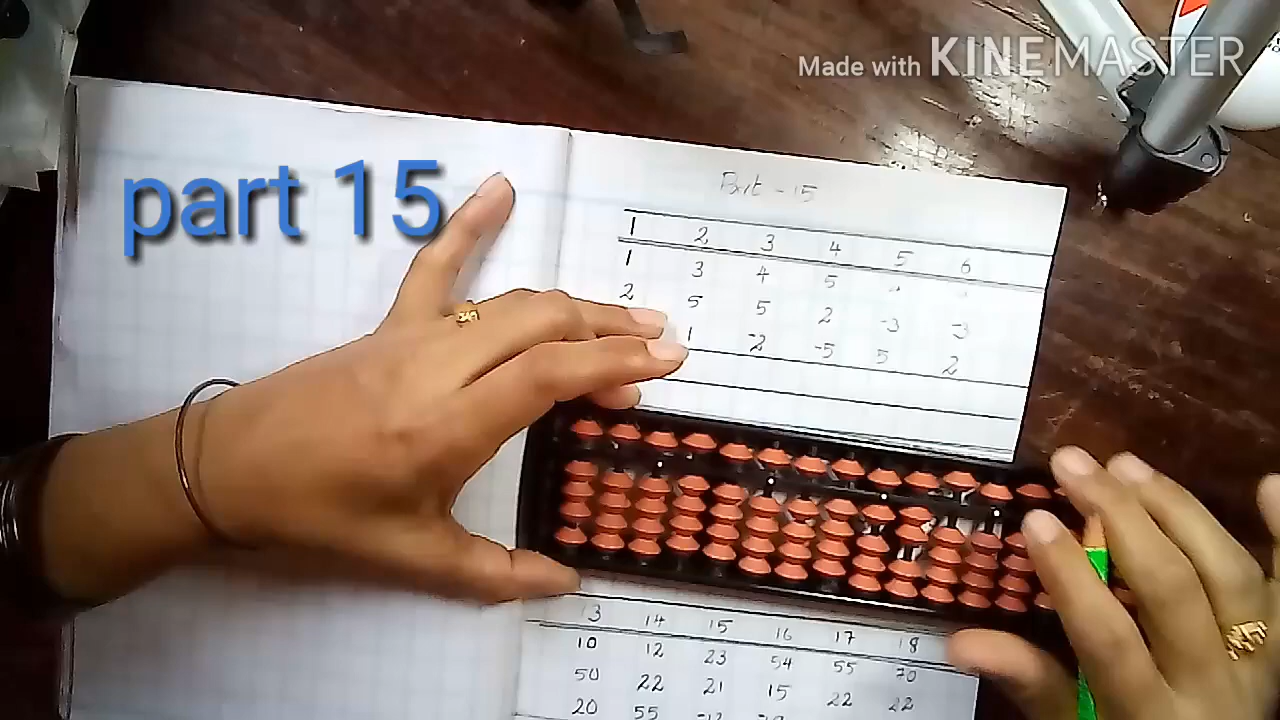 Made with KINEMASTER
part 15
1 2 3 4 5 6
1 3 4 5
2 5 5 2 -3 -3
1 -2 -5 5 2
13 14 15 16 17 18
10 12 23 54 55 70
50 22 21 15 22 22
20 55 -12